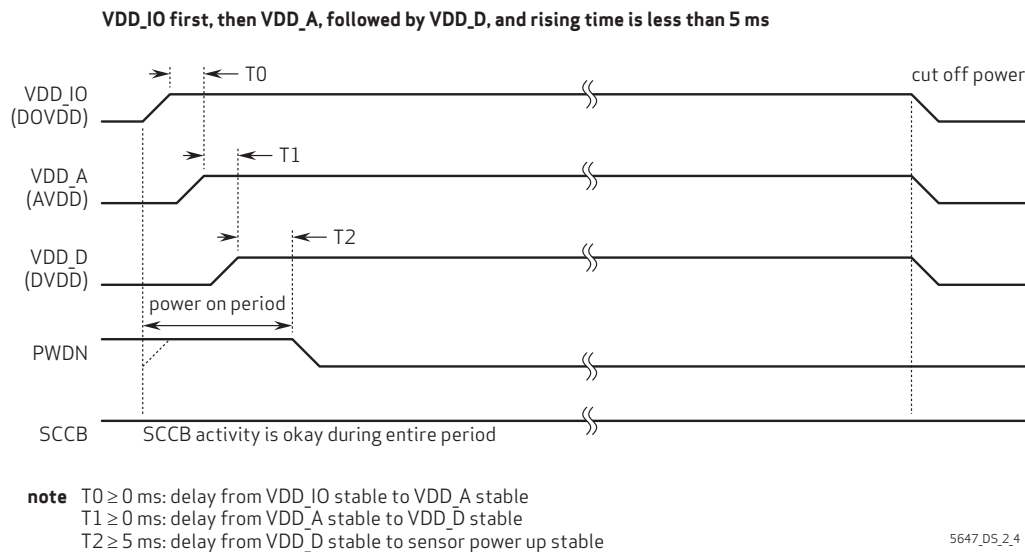 VDD_IO first, then VDD_A, followed by VDD_D, and rising time is less than 5 ms
T0
cut off power
VDD_IO
(DOVDD)
T1
VDD_A
(AVDD)
T2
VDD_D
(DVDD)
power on period
PWDN
SCCB
SCCB activity is okay during entire period
note T0 ≥ 0 ms: delay from VDD_IO stable to VDD_A stable
T1 ≥ 0 ms: delay from VDD_A stable to VDD_D stable
T2 ≥ 5 ms: delay from VDD_D stable to sensor power up stable
5647_DS_2_4